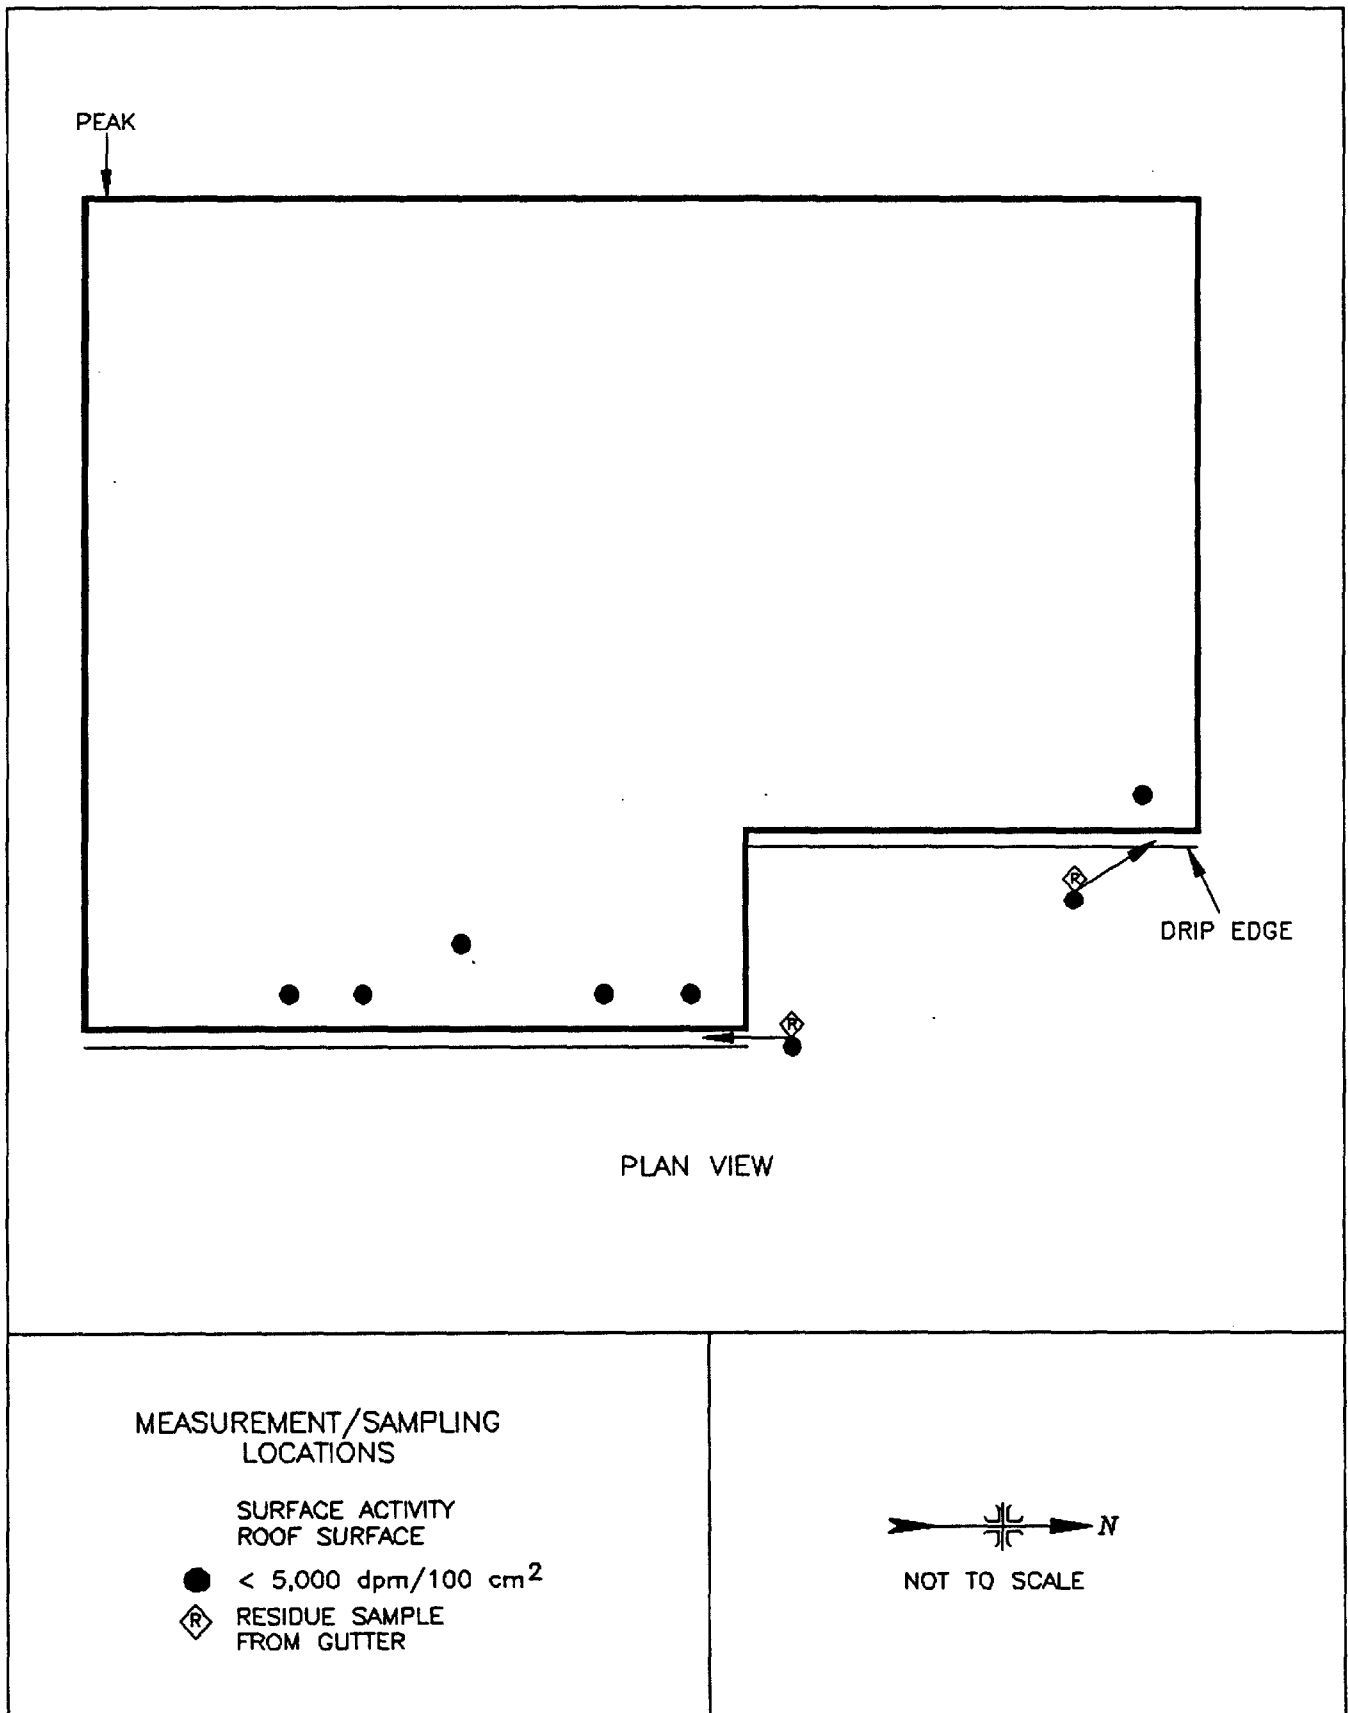 PEAK
R
DRIP EDGE
R
PLAN VIEW
MEASUREMENT/SAMPLING
LOCATIONS
SURFACE ACTIVITY
ROOF SURFACE
< 5,000 dpm/100 cm²
R
RESIDUE SAMPLE
FROM GUTTER
N
NOT TO SCALE